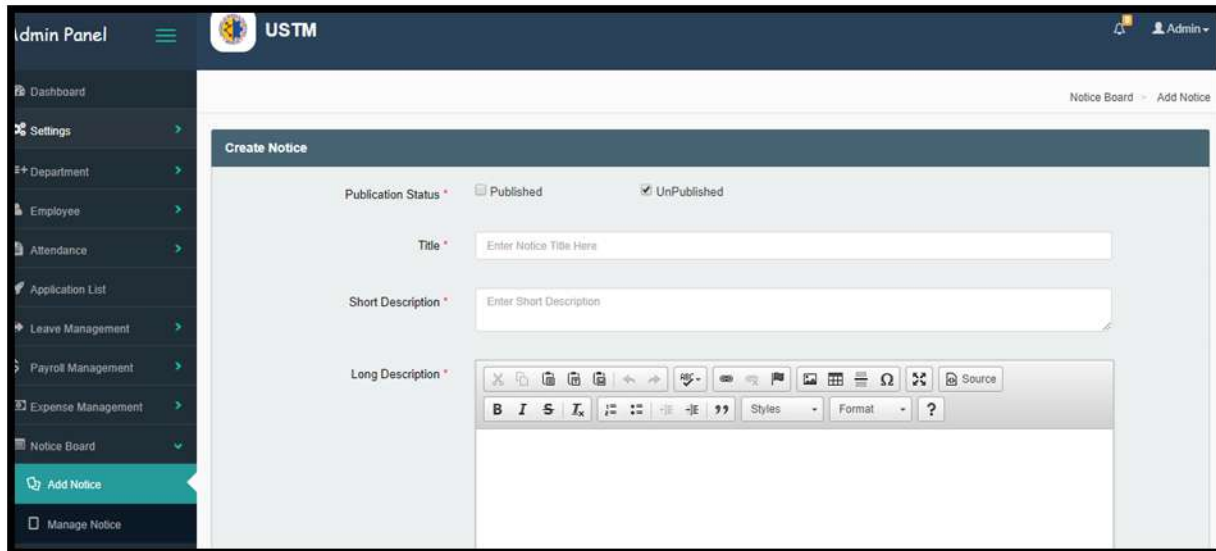 Admin Panel
USTM
Admin
Dashboard
Settings
Department
Employee
Attendance
Application List
Leave Management
Payroll Management
Expense Management
Notice Board
Add Notice
Manage Notice
Notice Board > Add Notice
Create Notice
Publication Status * Published UnPublished
Title * Enter Notice Title Here
Short Description * Enter Short Description
Long Description *
ABC Ω Source
B I S Tx Styles Format ?